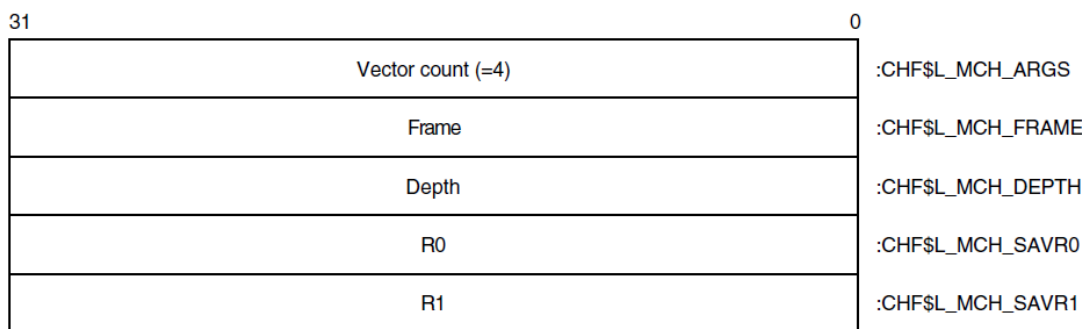 31 0
Vector count (=4) :CHF$L_MCH_ARGS
Frame :CHF$L_MCH_FRAME
Depth :CHF$L_MCH_DEPTH
R0 :CHF$L_MCH_SAVR0
R1 :CHF$L_MCH_SAVR1